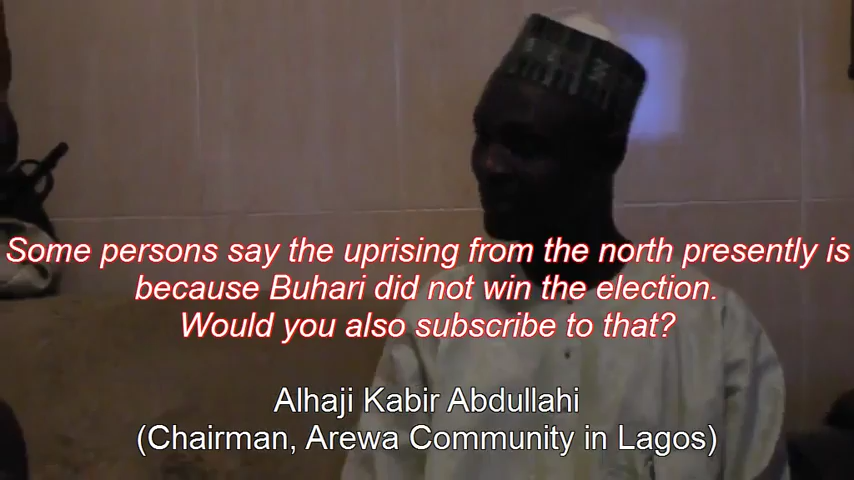 Some persons say the uprising from the north presently is
because Buhari did not win the election.
Would you also subscribe to that?
Alhaji Kabir Abdullahi
(Chairman, Arewa Community in Lagos)